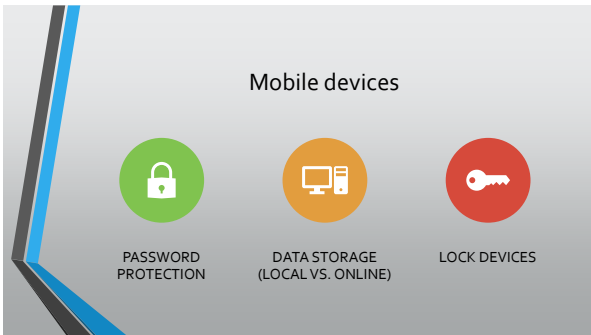 Mobile devices
PASSWORD
PROTECTION
DATA STORAGE
(LOCAL VS. ONLINE)
LOCK DEVICES